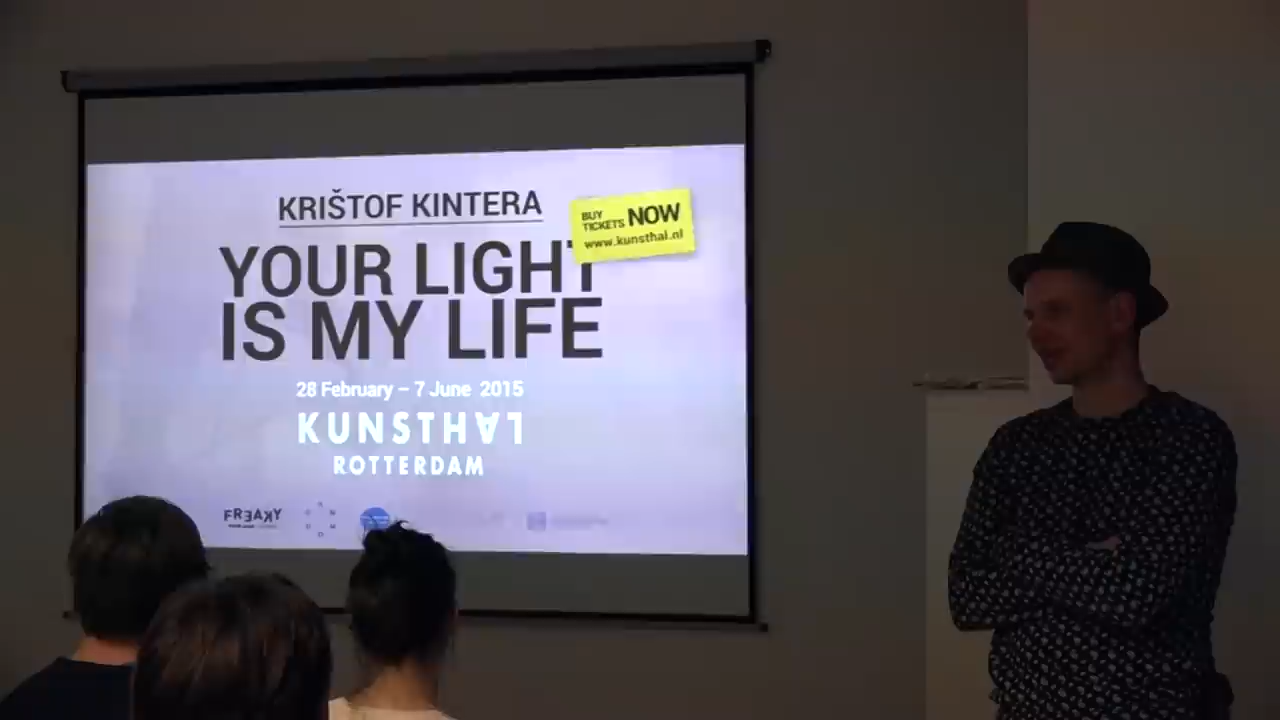 KRIŠTOF KINTERA
BUY
TICKETS NOW
www.kunsthal.nl
YOUR LIGHT
IS MY LIFE
28 February – 7 June 2015
KUNSTHAL
ROTTERDAM
FREAKY